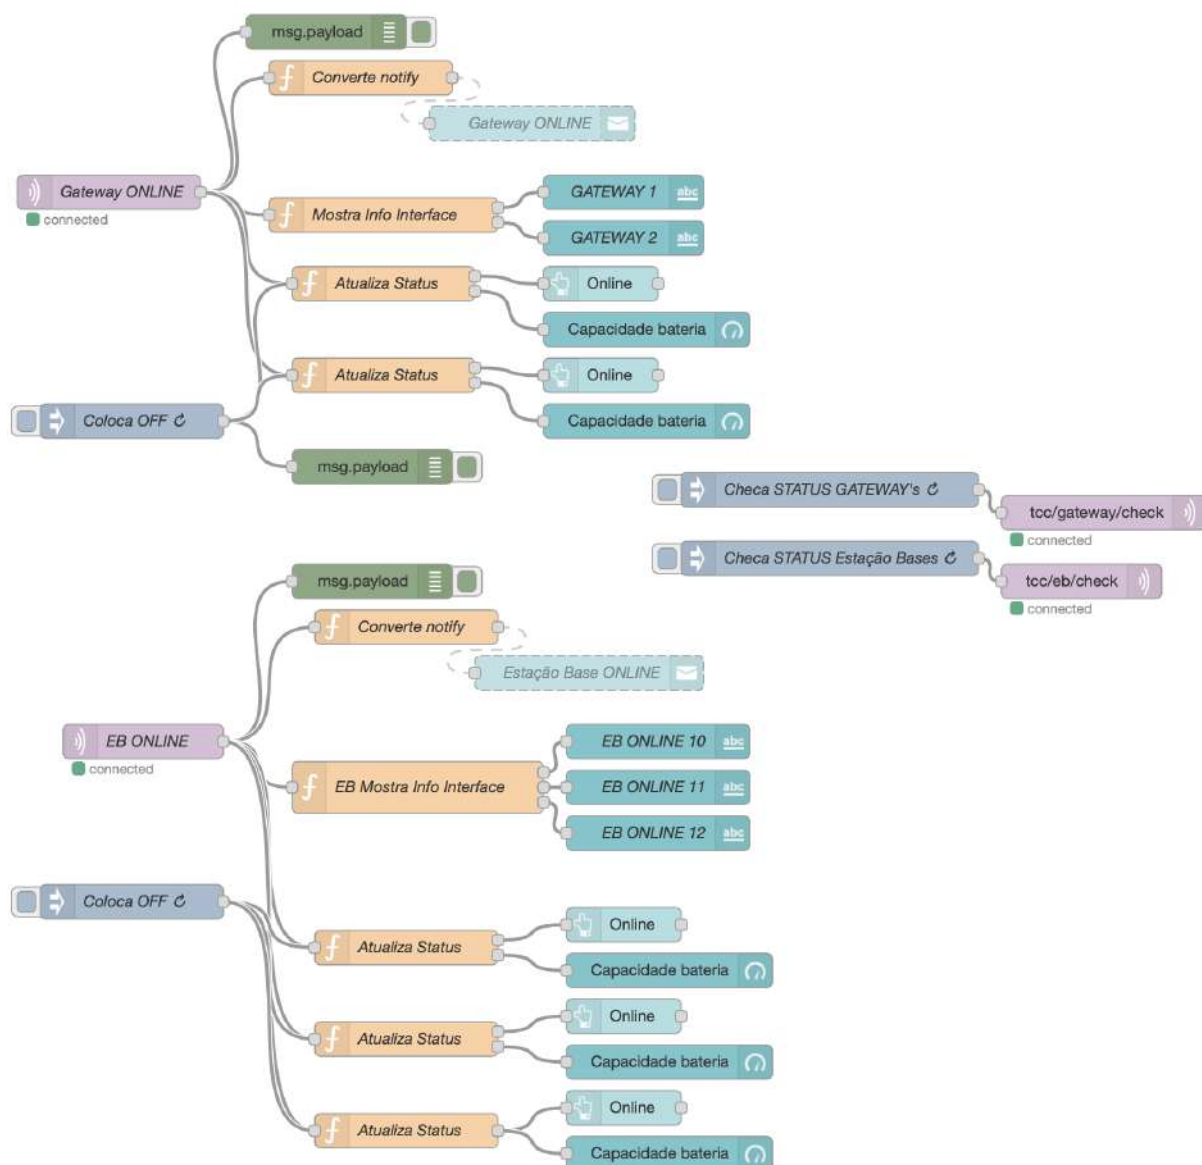 msg.payload
Converte notify
Gateway ONLINE
Gateway ONLINE
connected
Mostra Info Interface
GATEWAY 1
abc
GATEWAY 2
abc
Atualiza Status
Online
Capacidade bateria
Atualiza Status
Online
Capacidade bateria
Coloca OFF ↻
msg.payload
Checa STATUS GATEWAY's ↻
tcc/gateway/check
connected
Checa STATUS Estação Bases ↻
tcc/eb/check
connected
msg.payload
Converte notify
Estação Base ONLINE
EB ONLINE
connected
EB Mostra Info Interface
EB ONLINE 10
abc
EB ONLINE 11
abc
EB ONLINE 12
abc
Coloca OFF ↻
Atualiza Status
Online
Capacidade bateria
Atualiza Status
Online
Capacidade bateria
Atualiza Status
Online
Capacidade bateria